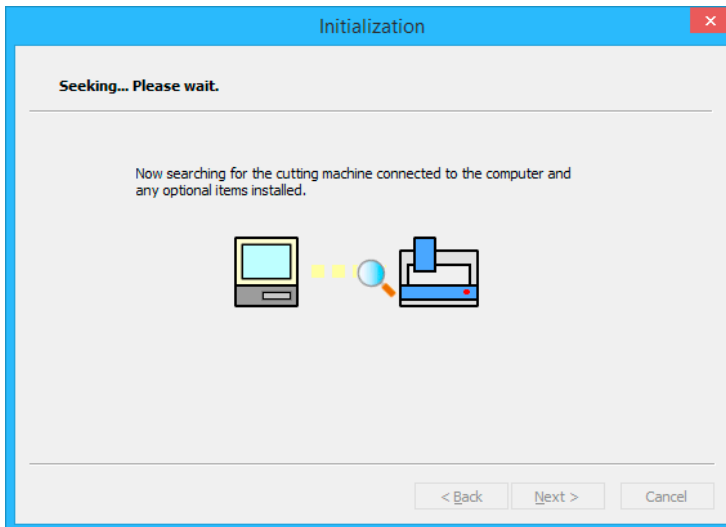 Initialization
Seeking... Please wait.
Now searching for the cutting machine connected to the computer and
any optional items installed.
< Back
Next >
Cancel